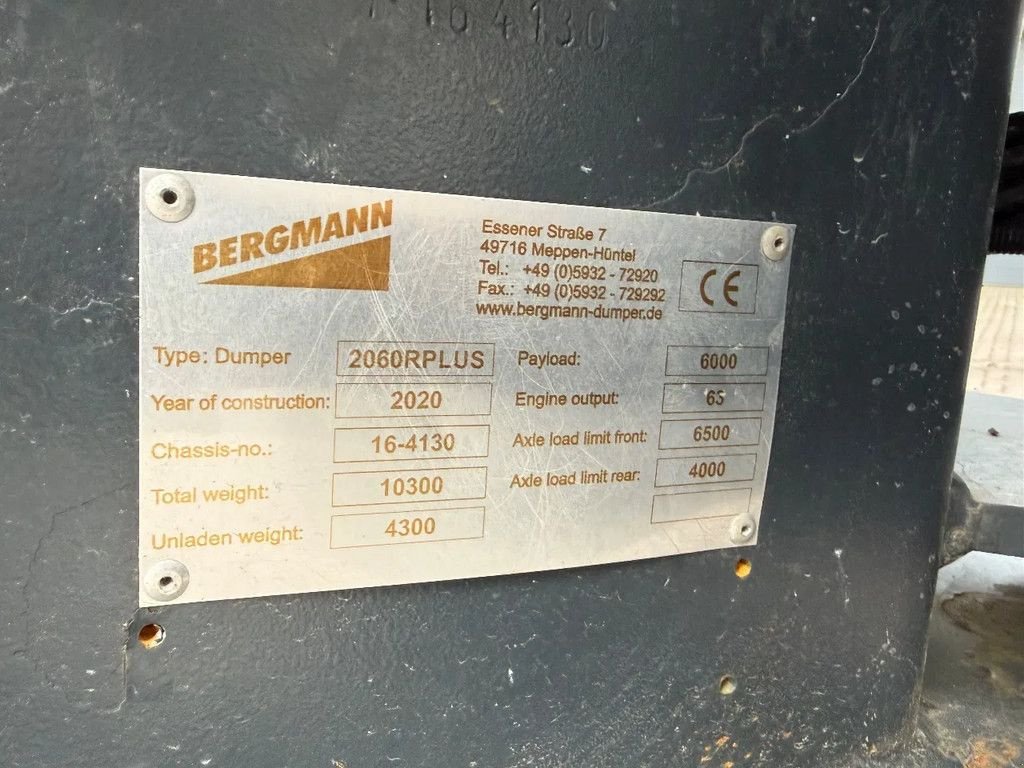 16 4130
BERGMANN
Essener Straße 7
49716 Meppen-Hüntel
Tel.: +49 (0)5932 - 72920
Fax.: +49 (0)5932 - 729292
www.bergmann-dumper.de
CE
Type: Dumper 2060RPLUS
Year of construction: 2020
Chassis-no.: 16-4130
Total weight: 10300
Unladen weight: 4300
Payload: 6000
Engine output: 65
Axle load limit front: 6500
Axle load limit rear: 4000